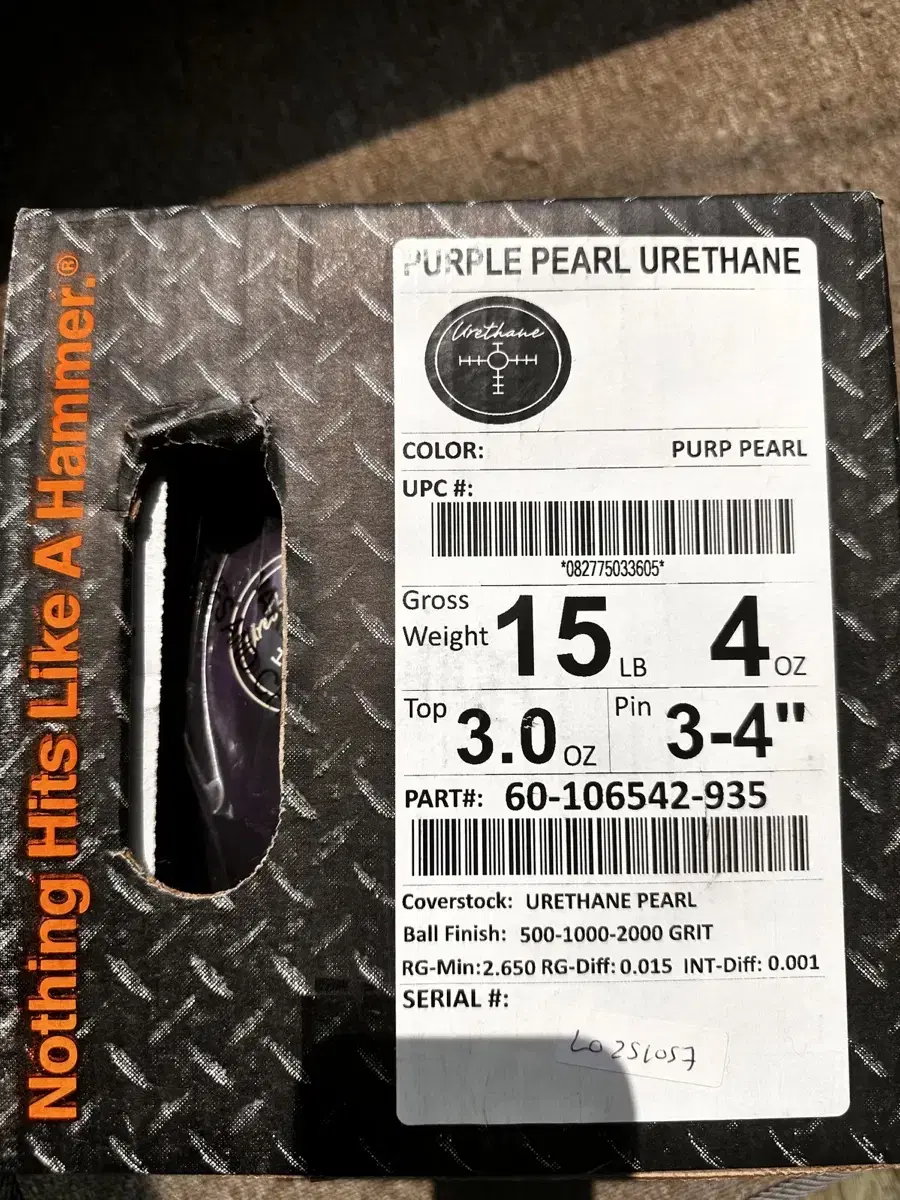 Nothing Hits Like A Hammer.®
PURPLE PEARL URETHANE
Urethane
COLOR: PURP PEARL
UPC #:
*082775033605*
Gross Weight 15 LB 4 OZ
Top 3.0 OZ Pin 3-4"
PART#: 60-106542-935
Coverstock: URETHANE PEARL
Ball Finish: 500-1000-2000 GRIT
RG-Min:2.650 RG-Diff: 0.015 INT-Diff: 0.001
SERIAL #: